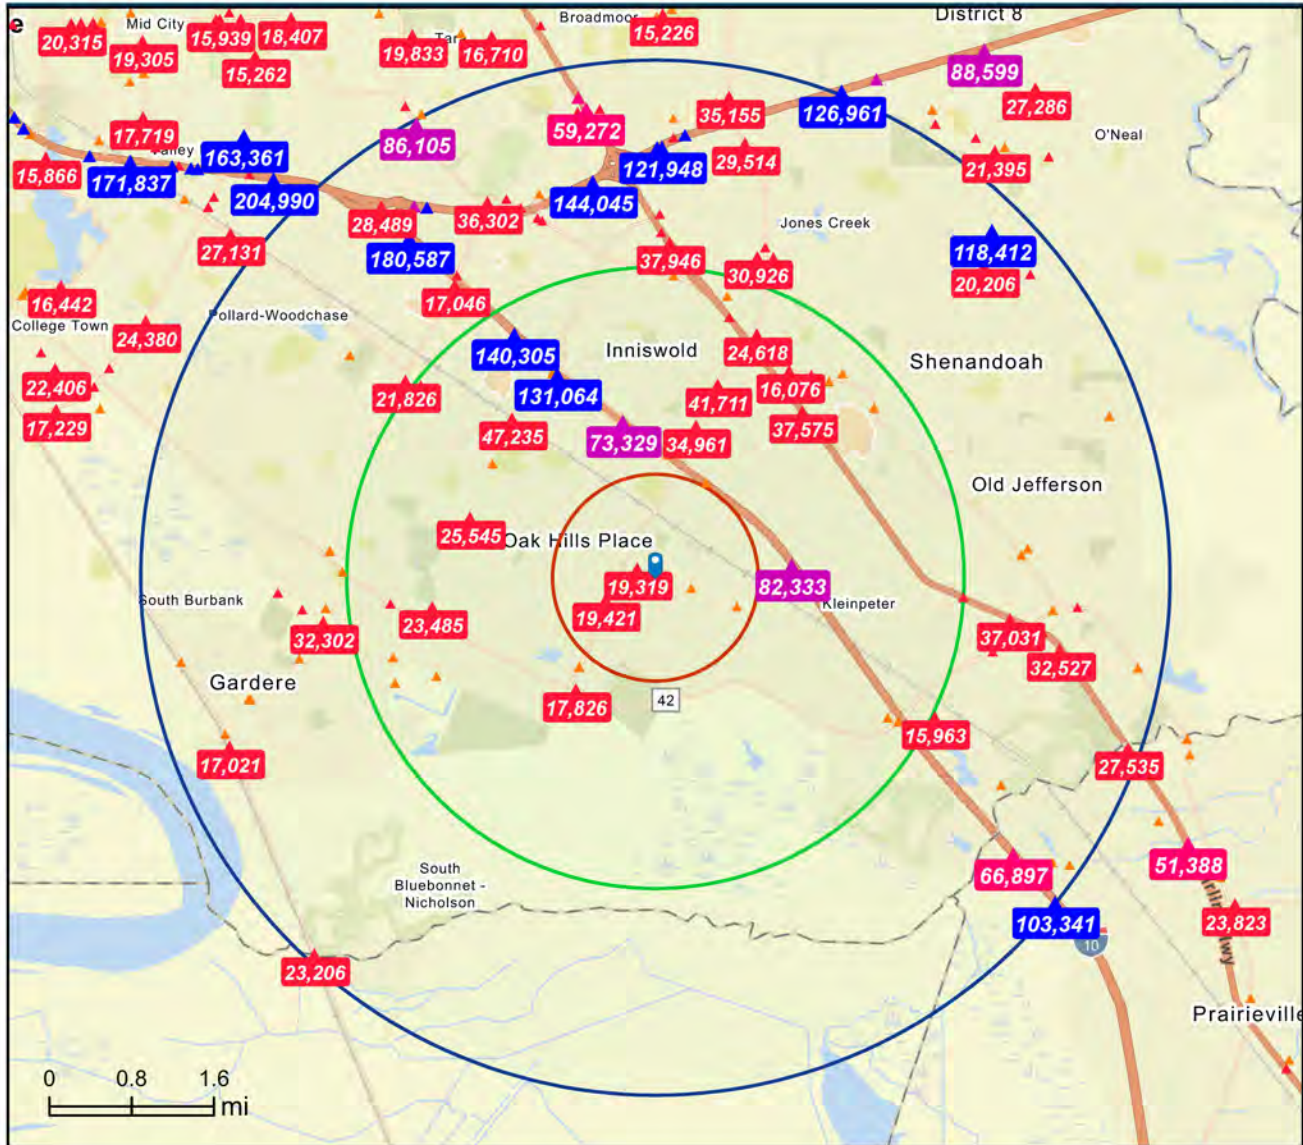 e
Mid City
Broadmoor
District 8
20,315
15,939
18,407
15,226
19,305
19,833
Tar
16,710
15,262
88,599
27,286
35,155
126,961
17,719
86,105
59,272
O'Neal
163,361
15,866
171,837
29,514
121,948
21,395
204,990
144,045
28,489
36,302
Jones Creek
27,131
180,587
37,946
30,926
118,412
20,206
16,442
17,046
College Town
Pollard-Woodchase
24,380
140,305
Inniswold
24,618
Shenandoah
22,406
21,826
131,064
41,711
16,076
17,229
47,235
73,329
34,961
37,575
Old Jefferson
25,545
Oak Hills Place
19,319
82,333
South Burbank
Kleinpeter
19,421
32,302
23,485
37,031
32,527
Gardere
17,826
42
15,963
17,021
27,535
South
Bluebonnet -
Nicholson
66,897
51,388
103,341
23,823
10
23,206
Prairieville
0 0.8 1.6
mi